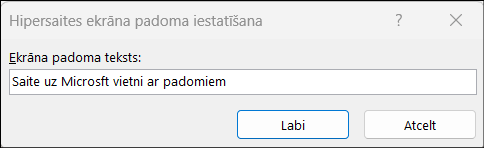 Hipersaites ekrāna padoma iestatīšana
Ekrāna padoma teksts:
Saite uz Microsft vietni ar padomiem
Labi
Atcelt